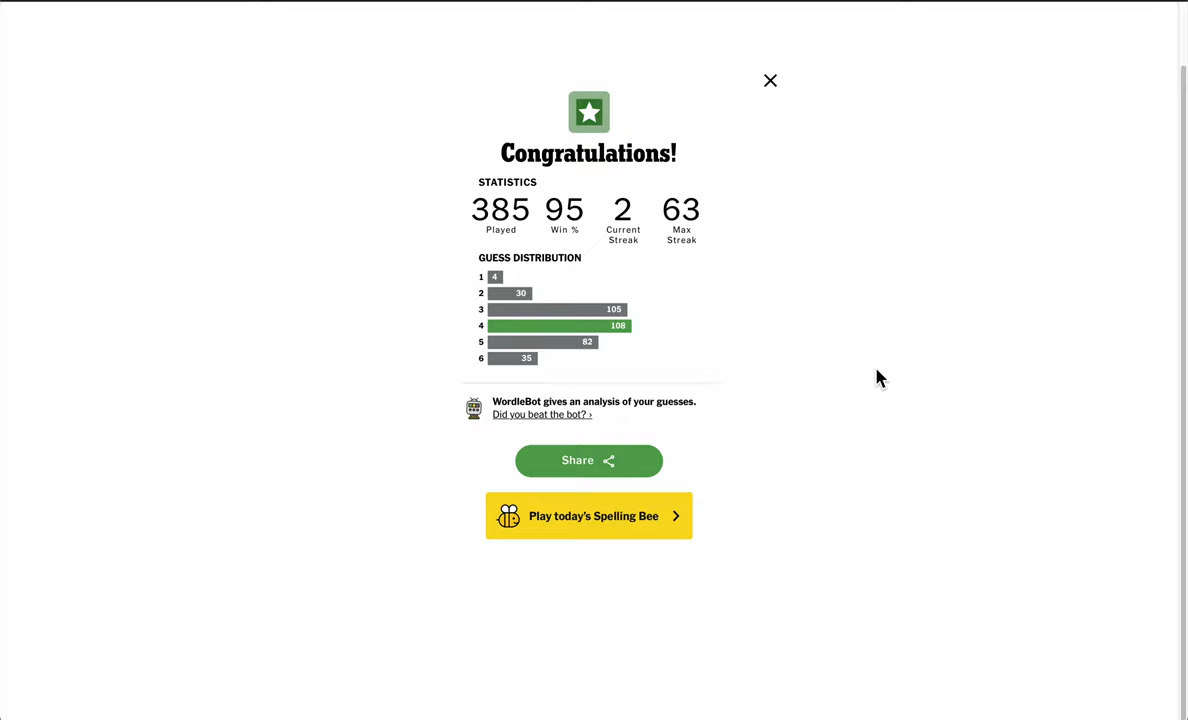 Congratulations!
STATISTICS
385 95 2 63
Played Win % Current Streak Max Streak
GUESS DISTRIBUTION
1 4
2 30
3 105
4 108
5 82
6 35
WordleBot gives an analysis of your guesses.
Did you beat the bot? ›
Share
Play today's Spelling Bee